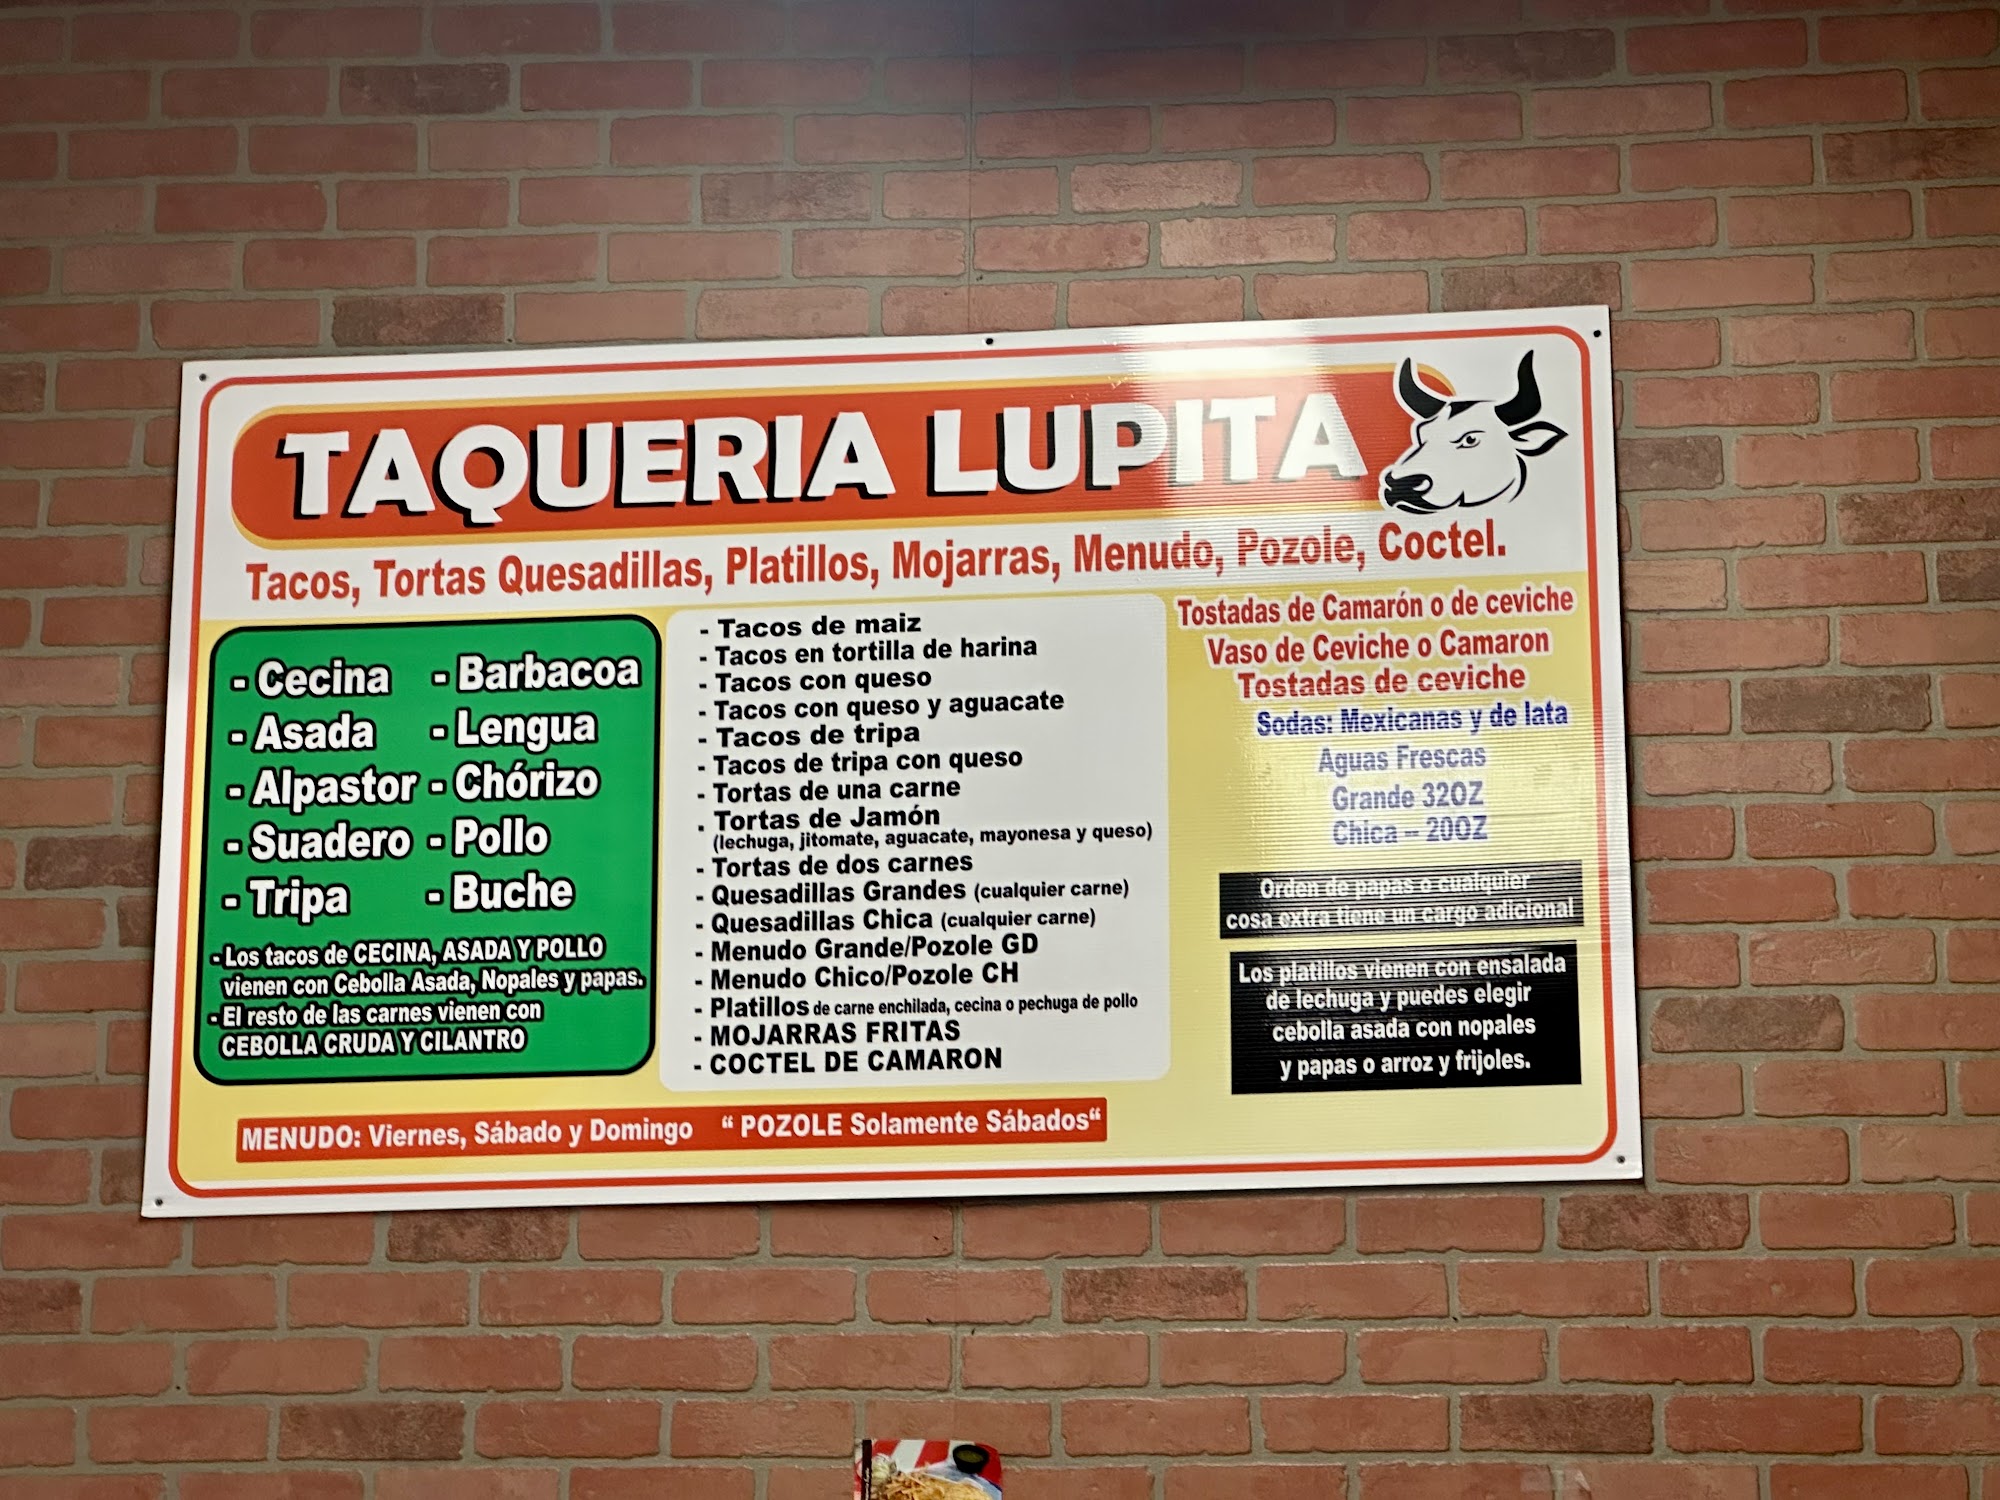 TAQUERIA LUPITA
Tacos, Tortas Quesadillas, Platillos, Mojarras, Menudo, Pozole, Coctel.
- Cecina
- Asada
- Alpastor
- Suadero
- Tripa
- Barbacoa
- Lengua
- Chórizo
- Pollo
- Buche
- Los tacos de CECINA, ASADA Y POLLO
vienen con Cebolla Asada, Nopales y papas.
- El resto de las carnes vienen con
CEBOLLA CRUDA Y CILANTRO
- Tacos de maiz
- Tacos en tortilla de harina
- Tacos con queso
- Tacos con queso y aguacate
- Tacos de tripa
- Tacos de tripa con queso
- Tortas de una carne
. Tortas de Jamón
(lechuga, jitomate, aguacate, mayonesa y queso)
- Tortas de dos carnes
- Quesadillas Grandes (cualquier carne)
- Quesadillas Chica (cualquier carne)
- Menudo Grande/Pozole GD
- Menudo Chico/Pozole CH
- Platillos de carne enchilada, cecina o pechuga de pollo
- MOJARRAS FRITAS
- COCTEL DE CAMARON
Tostadas de Camarón o de ceviche
Vaso de Ceviche o Camaron
Tostadas de ceviche
Sodas: Mexicanas y de lata
Aguas Frescas
Grande 32OZ
Chica – 20OZ
Orden de papas o cualquier
cosa extra tiene un cargo adicional
Los platillos vienen con ensalada
de lechuga y puedes elegir
cebolla asada con nopales
y papas o arroz y frijoles.
MENUDO: Viernes, Sábado y Domingo “ POZOLE Solamente Sábados“